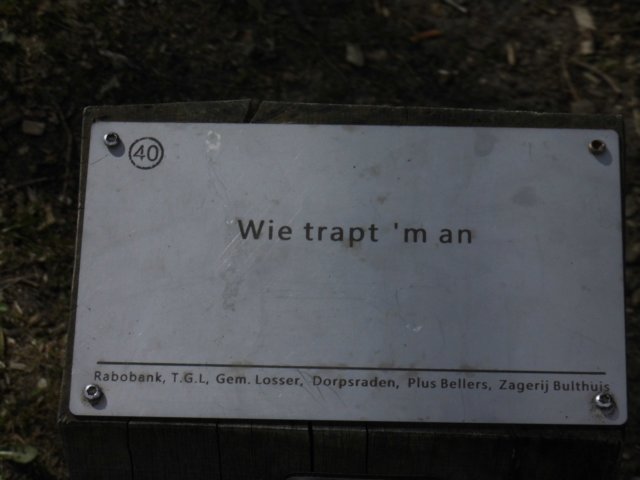 40
Wie trapt 'm an
Rabobank, T.G.L, Gem. Losser, Dorpsraden, Plus Bellers, Zagerij Bulthuis